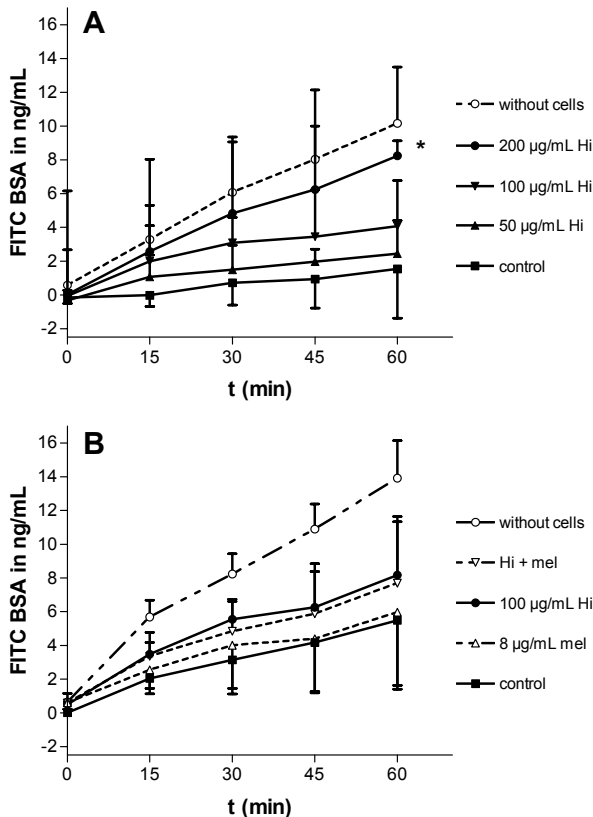 A
16
14
12
10
8
6
4
2
0
-2
FITC BSA in ng/mL
0 15 30 45 60
t (min)
*
without cells
200 µg/mL Hi
100 µg/mL Hi
50 µg/mL Hi
control
B
16
14
12
10
8
6
4
2
0
-2
FITC BSA in ng/mL
0 15 30 45 60
t (min)
without cells
Hi + mel
100 µg/mL Hi
8 µg/mL mel
control